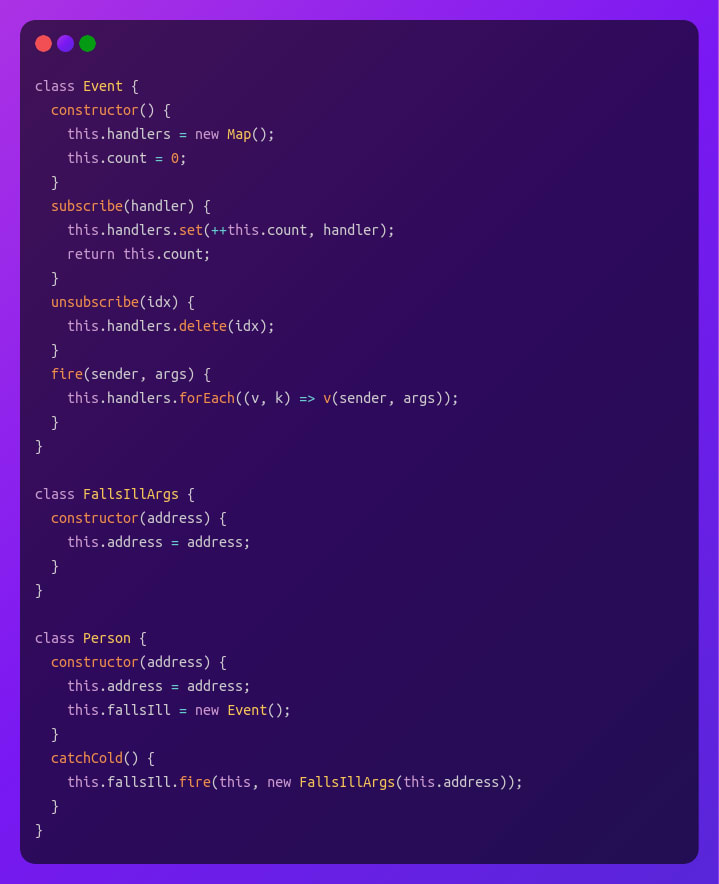 class Event {
  constructor() {
    this.handlers = new Map();
    this.count = 0;
  }
  subscribe(handler) {
    this.handlers.set(++this.count, handler);
    return this.count;
  }
  unsubscribe(idx) {
    this.handlers.delete(idx);
  }
  fire(sender, args) {
    this.handlers.forEach((v, k) => v(sender, args));
  }
}

class FallsIllArgs {
  constructor(address) {
    this.address = address;
  }
}

class Person {
  constructor(address) {
    this.address = address;
    this.fallsIll = new Event();
  }
  catchCold() {
    this.fallsIll.fire(this, new FallsIllArgs(this.address));
  }
}